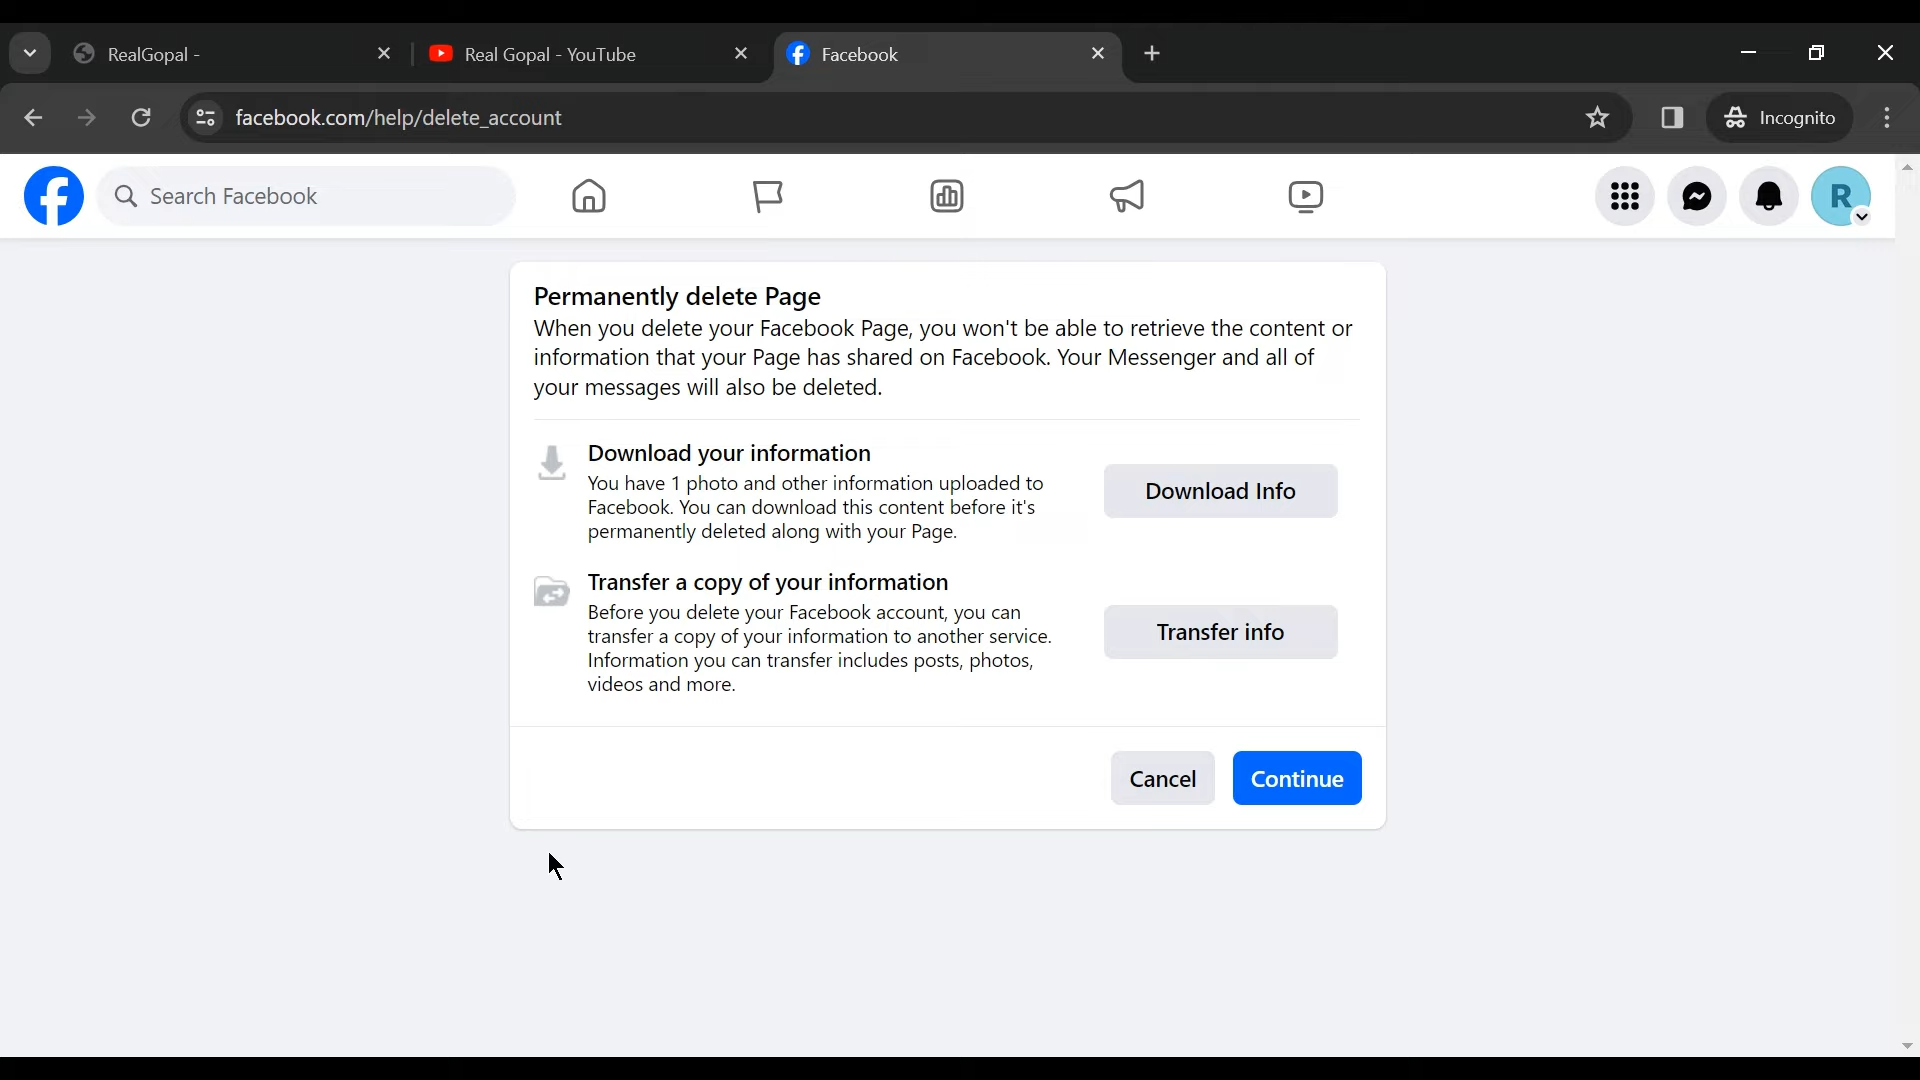 RealGopal -
Real Gopal - YouTube
Facebook
facebook.com/help/delete_account
Incognito
Search Facebook
R
Permanently delete Page
When you delete your Facebook Page, you won't be able to retrieve the content or
information that your Page has shared on Facebook. Your Messenger and all of
your messages will also be deleted.
Download your information
You have 1 photo and other information uploaded to
Facebook. You can download this content before it's
permanently deleted along with your Page.
Download Info
Transfer a copy of your information
Before you delete your Facebook account, you can
transfer a copy of your information to another service.
Information you can transfer includes posts, photos,
videos and more.
Transfer info
Cancel
Continue